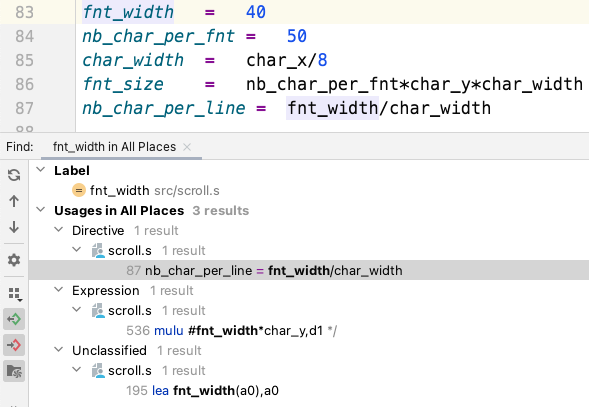 83 fnt_width = 40
84 nb_char_per_fnt = 50
85 char_width = char_x/8
86 fnt_size = nb_char_per_fnt*char_y*char_width
87 nb_char_per_line = fnt_width/char_width
88
Find: fnt_width in All Places ×
Label
fnt_width src/scroll.s
Usages in All Places 3 results
Directive 1 result
scroll.s 1 result
87 nb_char_per_line = fnt_width/char_width
Expression 1 result
scroll.s 1 result
536 mulu #fnt_width*char_y,d1 */
Unclassified 1 result
scroll.s 1 result
195 lea fnt_width(a0),a0